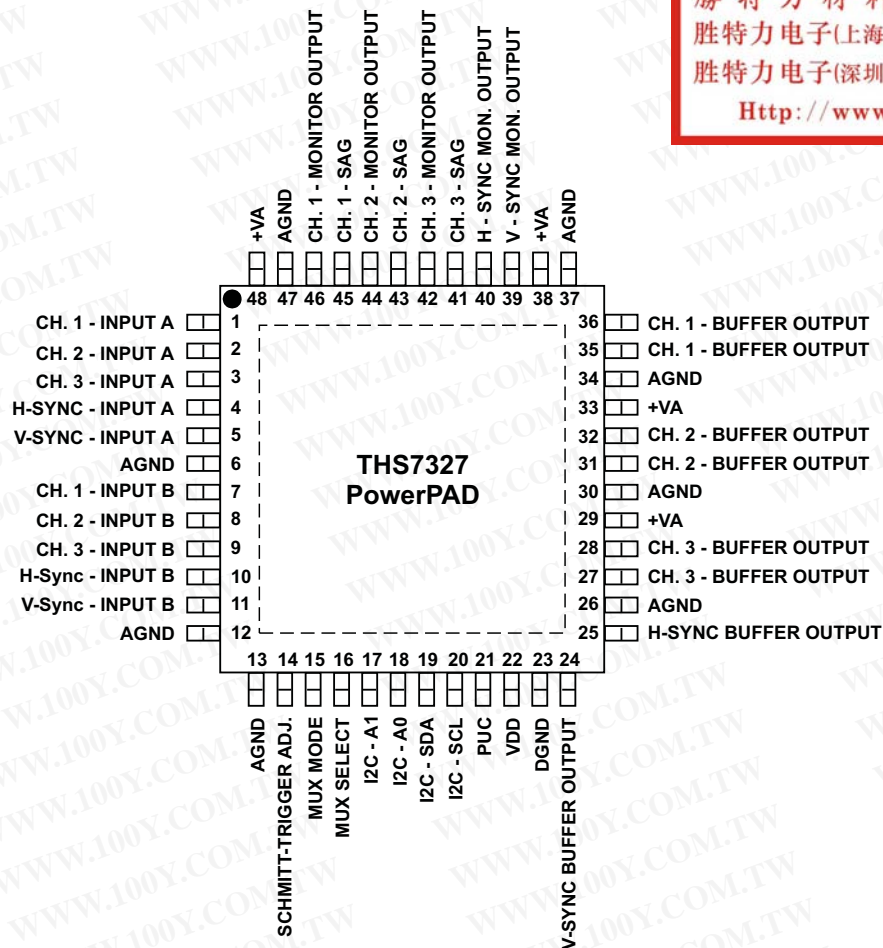 胜特力电子(上海
胜特力电子(深圳
Http://www
+VA
AGND
CH. 1 - MONITOR OUTPUT
CH. 1 - SAG
CH. 2 - MONITOR OUTPUT
CH. 2 - SAG
CH. 3 - MONITOR OUTPUT
CH. 3 - SAG
H - SYNC MON. OUTPUT
V - SYNC MON. OUTPUT
+VA
AGND
48 47 46 45 44 43 42 41 40 39 38 37
CH. 1 - INPUT A 1
CH. 2 - INPUT A 2
CH. 3 - INPUT A 3
H-SYNC - INPUT A 4
V-SYNC - INPUT A 5
AGND 6
CH. 1 - INPUT B 7
CH. 2 - INPUT B 8
CH. 3 - INPUT B 9
H-Sync - INPUT B 10
V-Sync - INPUT B 11
AGND 12
THS7327
PowerPAD
36 CH. 1 - BUFFER OUTPUT
35 CH. 1 - BUFFER OUTPUT
34 AGND
33 +VA
32 CH. 2 - BUFFER OUTPUT
31 CH. 2 - BUFFER OUTPUT
30 AGND
29 +VA
28 CH. 3 - BUFFER OUTPUT
27 CH. 3 - BUFFER OUTPUT
26 AGND
25 H-SYNC BUFFER OUTPUT
13 14 15 16 17 18 19 20 21 22 23 24
AGND
SCHMITT-TRIGGER ADJ.
MUX MODE
MUX SELECT
I2C - A1
I2C - A0
I2C - SDA
I2C - SCL
PUC
VDD
DGND
V-SYNC BUFFER OUTPUT
WWW.100Y.COM.TW